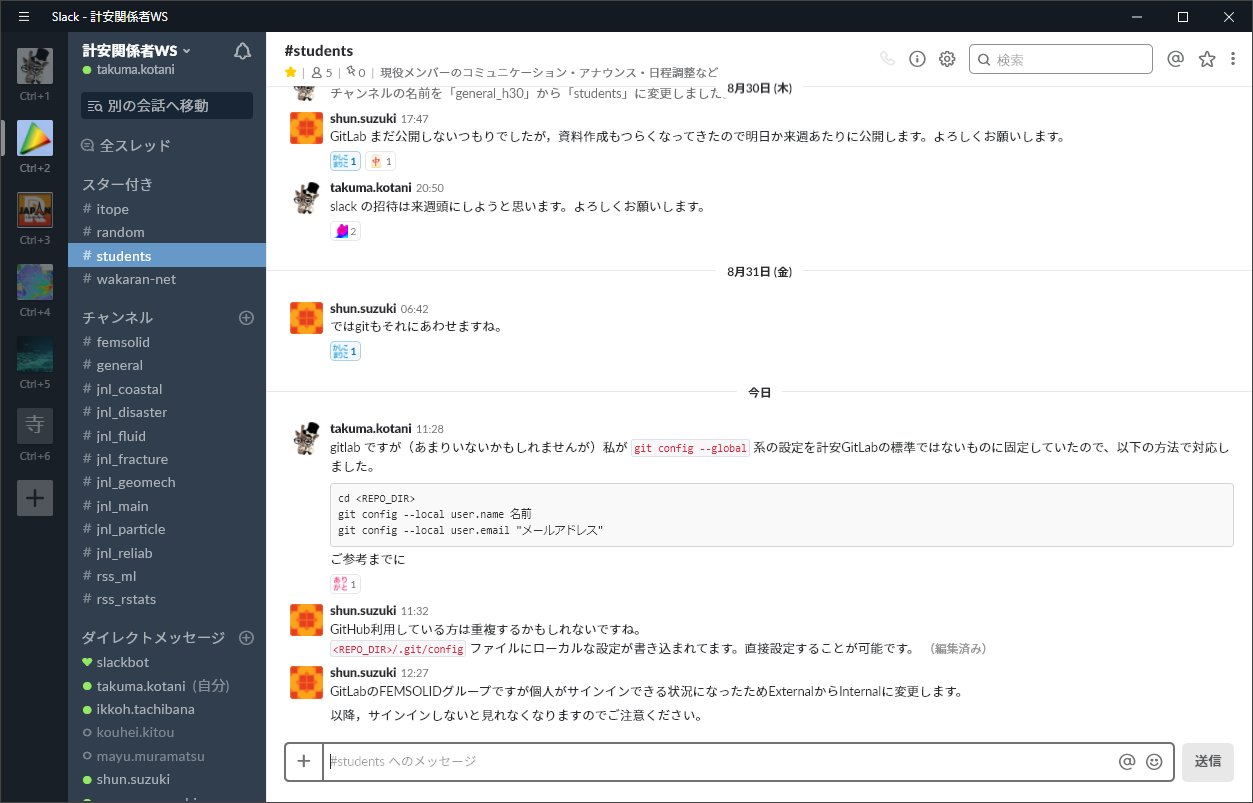 Slack - 計安関係者WS
Ctrl+1
Ctrl+2
JAPAN
Ctrl+3
Ctrl+4
Ctrl+5
寺
Ctrl+6
計安関係者WS
takuma.kotani
別の会話へ移動
全スレッド
スター付き
# itope
# random
# students
# wakaran-net
チャンネル
# femsolid
# general
# jnl_coastal
# jnl_disaster
# jnl_fluid
# jnl_fracture
# jnl_geomech
# jnl_main
# jnl_particle
# jnl_reliab
# rss_ml
# rss_rstats
ダイレクトメッセージ
slackbot
takuma.kotani (自分)
ikkoh.tachibana
kouhei.kitou
mayu.muramatsu
shun.suzuki
#students
5 | 0 | 現役メンバーのコミュニケーション・アナウンス・日程調整など
検索
チャンネルの名前を「general_h30」から「students」に変更しました
8月30日 (木)
shun.suzuki 17:47
GitLab まだ公開しないつもりでしたが，資料作成もつらくなってきたので明日か来週あたりに公開します。よろしくお願いします。
かしこまりこ 1 中 1
takuma.kotani 20:50
slack の招待は来週頭にしようと思います。よろしくお願いします。
2
8月31日 (金)
shun.suzuki 06:42
ではgitもそれにあわせますね。
かしこまりこ 1
今日
takuma.kotani 11:28
gitlab ですが（あまりいないかもしれませんが）私が git config --global 系の設定を計安GitLabの標準ではないものに固定していたので、以下の方法で対応し
ました。
cd <REPO_DIR>
git config --local user.name 名前
git config --local user.email "メールアドレス"
ご参考までに
ありがと 1
shun.suzuki 11:32
GitHub利用している方は重複するかもしれないですね。
<REPO_DIR>/.git/config ファイルにローカルな設定が書き込まれてます。直接設定することが可能です。 （編集済み）
shun.suzuki 12:27
GitLabのFEMSOLIDグループですが個人がサインインできる状況になったためExternalからInternalに変更します。
以降，サインインしないと見れなくなりますのでご注意ください。
#students へのメッセージ
送信